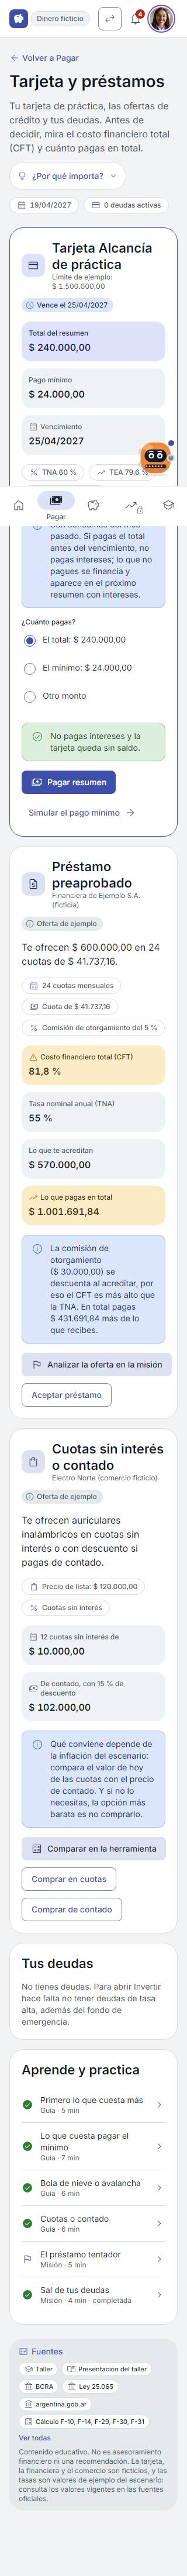 Dinero ficticio
4
Volver a Pagar
Tarjeta y préstamos
Tu tarjeta de práctica, las ofertas de
crédito y tus deudas. Antes de
decidir, mira el costo financiero total
(CFT) y cuánto pagas en total.
¿Por qué importa?
19/04/2027
0 deudas activas
Tarjeta Alcancía
de práctica
Límite de ejemplo:
$ 1.500.000,00
Vence el 25/04/2027
Total del resumen
$ 240.000,00
Pago mínimo
$ 24.000,00
Vencimiento
25/04/2027
TNA 60 %
TEA 79,6
Pagar
pasado. Si pagas el total
antes del vencimiento, no
pagas intereses; lo que no
pagues se financia y
aparece en el próximo
resumen con intereses.
¿Cuánto pagas?
El total: $ 240.000,00
El mínimo: $ 24.000,00
Otro monto
No pagas intereses y la
tarjeta queda sin saldo.
Pagar resumen
Simular el pago mínimo
Préstamo
preaprobado
Financiera de Ejemplo S.A.
(ficticia)
Oferta de ejemplo
Te ofrecen $ 600.000,00 en 24
cuotas de $ 41.737,16.
24 cuotas mensuales
Cuota de $ 41.737,16
Comisión de otorgamiento del 5 %
Costo financiero total (CFT)
81,8 %
Tasa nominal anual (TNA)
55 %
Lo que te acreditan
$ 570.000,00
Lo que pagas en total
$ 1.001.691,84
La comisión de
otorgamiento
($ 30.000,00) se
descuenta al acreditar, por
eso el CFT es más alto que
la TNA. En total pagas
$ 431.691,84 más de lo
que recibes.
Analizar la oferta en la misión
Aceptar préstamo
Cuotas sin interés
o contado
Electro Norte (comercio ficticio)
Oferta de ejemplo
Te ofrecen auriculares
inalámbricos en cuotas sin
interés o con descuento si
pagas de contado.
Precio de lista: $ 120.000,00
Cuotas sin interés
12 cuotas sin interés de
$ 10.000,00
De contado, con 15 % de
descuento
$ 102.000,00
Qué conviene depende de
la inflación del escenario:
compara el valor de hoy
de las cuotas con el precio
de contado. Y si no lo
necesitas, la opción más
barata es no comprarlo.
Comparar en la herramienta
Comprar en cuotas
Comprar de contado
Tus deudas
No tienes deudas. Para abrir Invertir
hace falta no tener deudas de tasa
alta, además del fondo de
emergencia.
Aprende y practica
Primero lo que cuesta más
Guía · 5 min
Lo que cuesta pagar el
mínimo
Guía · 7 min
Bola de nieve o avalancha
Guía · 6 min
Cuotas o contado
Guía · 6 min
El préstamo tentador
Misión · 5 min
Sal de tus deudas
Misión · 4 min · completada
Fuentes
Taller
Presentación del taller
BCRA
Ley 25.065
argentina.gob.ar
Cálculo F-10, F-14, F-29, F-30, F-31
Ver todas
Contenido educativo. No es asesoramiento
financiero ni una recomendación. La tarjeta,
la financiera y el comercio son ficticios, y las
tasas son valores de ejemplo del escenario:
consulta los valores vigentes en las fuentes
oficiales.